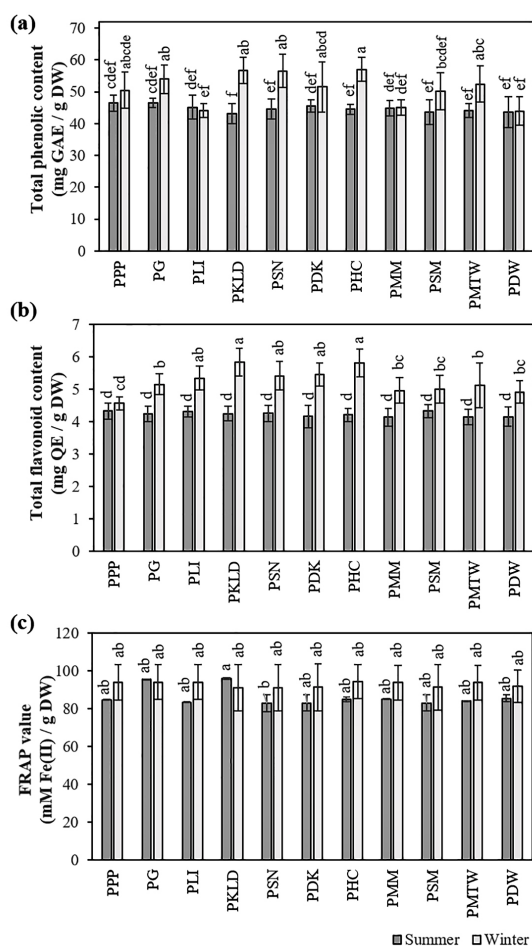 (a)
Total phenolic content
(mg GAE / g DW)
70
60
50
40
30
20
10
0
cdef abcde cdef ab def ef f ab ef ab ef abcd ef a def def ef bcdef ef abc ef ef
PPP PG PLI PKLD PSN PDK PHC PMM PSM PMTW PDW
(b)
Total flavonoid content
(mg QE / g DW)
7
6
5
4
3
2
1
0
d cd d b d ab d a d ab d ab d a d bc d bc d b d bc
PPP PG PLI PKLD PSN PDK PHC PMM PSM PMTW PDW
(c)
FRAP value
(mM Fe(II) / g DW)
120
100
80
60
40
20
0
ab ab ab ab ab ab a ab b ab ab ab ab ab ab ab ab ab ab ab ab ab
PPP PG PLI PKLD PSN PDK PHC PMM PSM PMTW PDW
Summer Winter